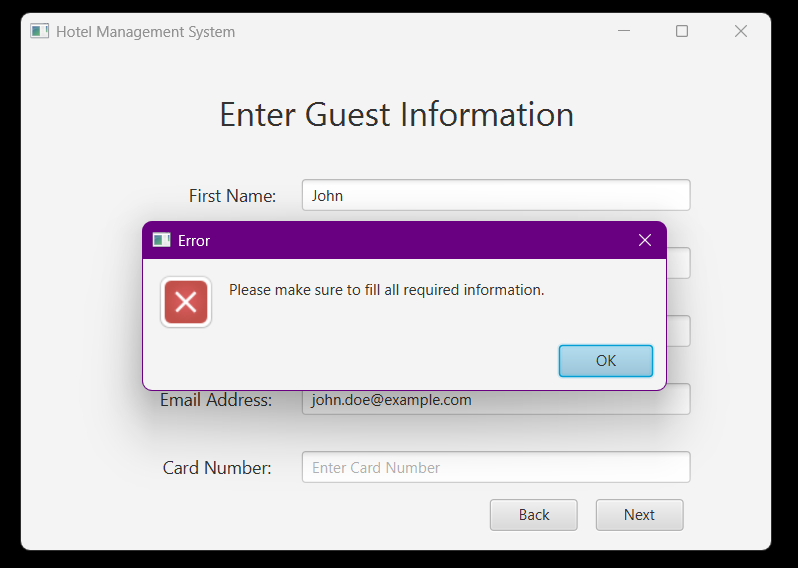 Hotel Management System
Enter Guest Information
First Name: John
Error
Please make sure to fill all required information.
OK
Email Address: john.doe@example.com
Card Number: Enter Card Number
Back Next